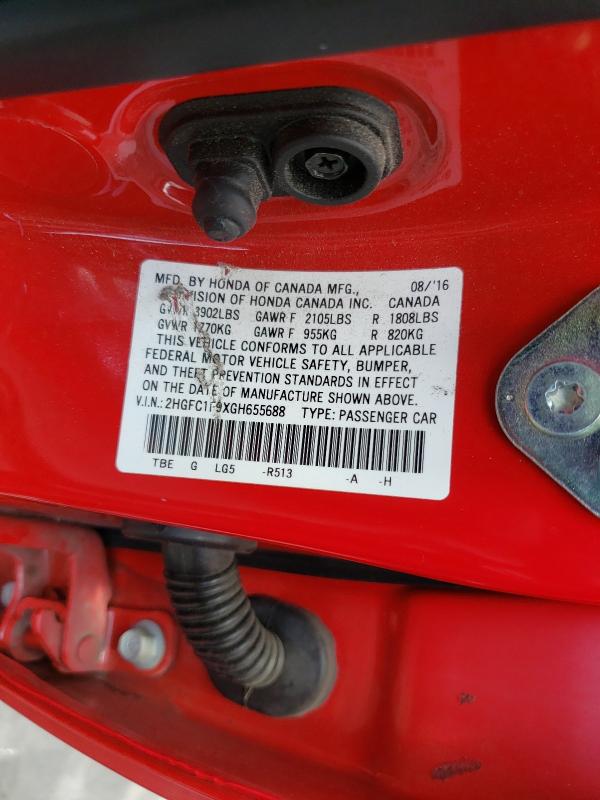 MFD. BY HONDA OF CANADA MFG., 08/'16
DIVISION OF HONDA CANADA INC. CANADA
GVWR 3902LBS GAWR F 2105LBS R 1808LBS
GVWR 1770KG GAWR F 955KG R 820KG
THIS VEHICLE CONFORMS TO ALL APPLICABLE
FEDERAL MOTOR VEHICLE SAFETY, BUMPER,
AND THEFT PREVENTION STANDARDS IN EFFECT
ON THE DATE OF MANUFACTURE SHOWN ABOVE.
V.I.N.: TYPE: PASSENGER CAR
TBE G LG5 -R513 -A -H